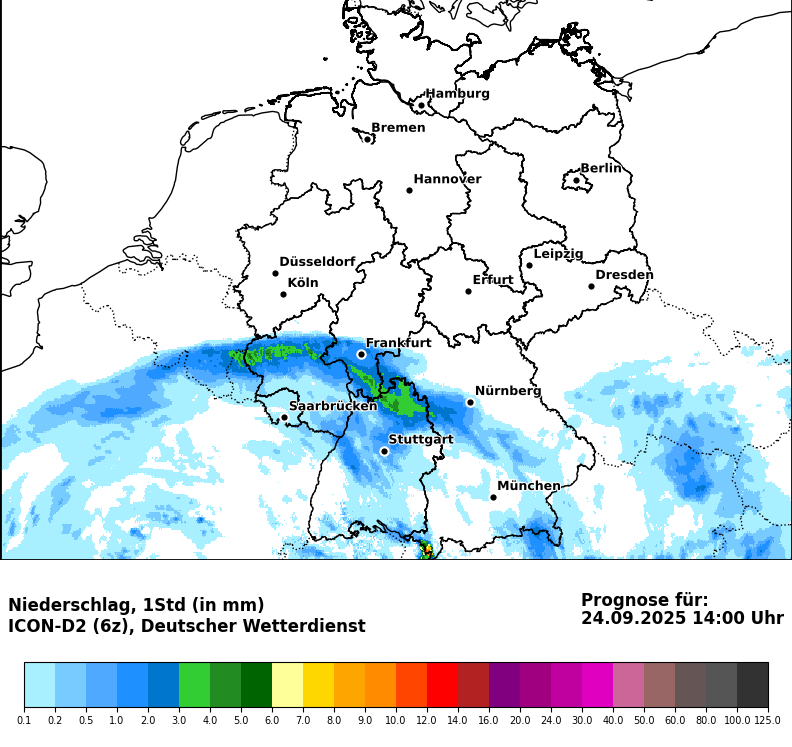 Hamburg
Bremen
Berlin
Hannover
Leipzig
Düsseldorf
Dresden
Köln
Erfurt
Frankfurt
Nürnberg
Saarbrücken
Stuttgart
München
Niederschlag, 1Std (in mm)
ICON-D2 (6z), Deutscher Wetterdienst
Prognose für:
24.09.2025 14:00 Uhr
0.1 0.2 0.5 1.0 2.0 3.0 4.0 5.0 6.0 7.0 8.0 9.0 10.0 12.0 14.0 16.0 20.0 24.0 30.0 40.0 50.0 60.0 80.0 100.0 125.0